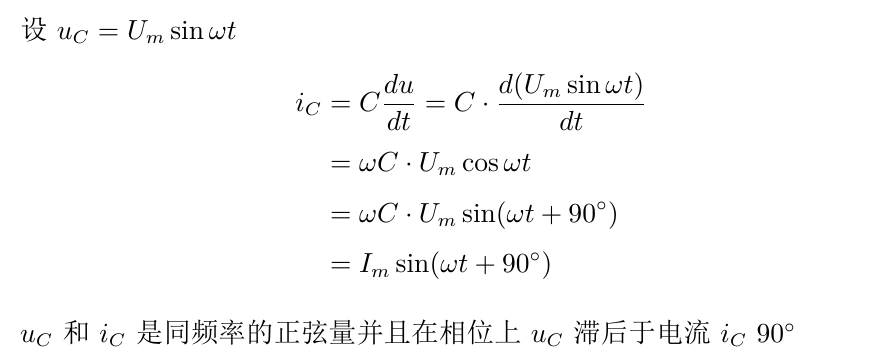 设 $u_C = U_m \sin \omega t$
$i_C = C \frac{du}{dt} = C \cdot \frac{d(U_m \sin \omega t)}{dt}$
$= \omega C \cdot U_m \cos \omega t$
$= \omega C \cdot U_m \sin(\omega t + 90^\circ)$
$= I_m \sin(\omega t + 90^\circ)$
$u_C$ 和 $i_C$ 是同频率的正弦量并且在相位上 $u_C$ 滞后于电流 $i_C$ $90^\circ$